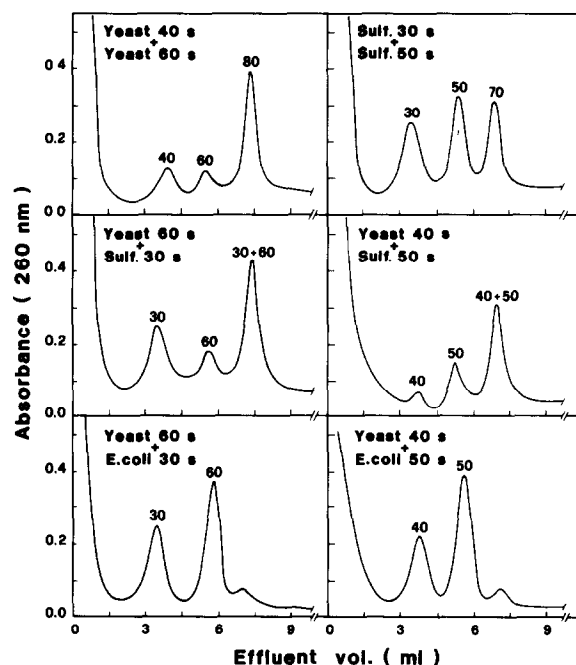 Absorbance ( 260 nm)
Yeast 40 s
+
Yeast 60 s
40
60
80
0.4
0.2
0.0
Sulf. 30 s
+
Sulf. 50 s
30
50
70
Yeast 60 s
+
Sulf. 30 s
30
60
30+60
0.4
0.2
0.0
Yeast 40 s
+
Sulf. 50 s
40
50
40+50
Yeast 60 s
+
E.coli 30 s
30
60
0.4
0.2
0.0
Yeast 40 s
+
E.coli 50 s
40
50
0 3 6 9
0 3 6 9
Effluent vol. ( ml )